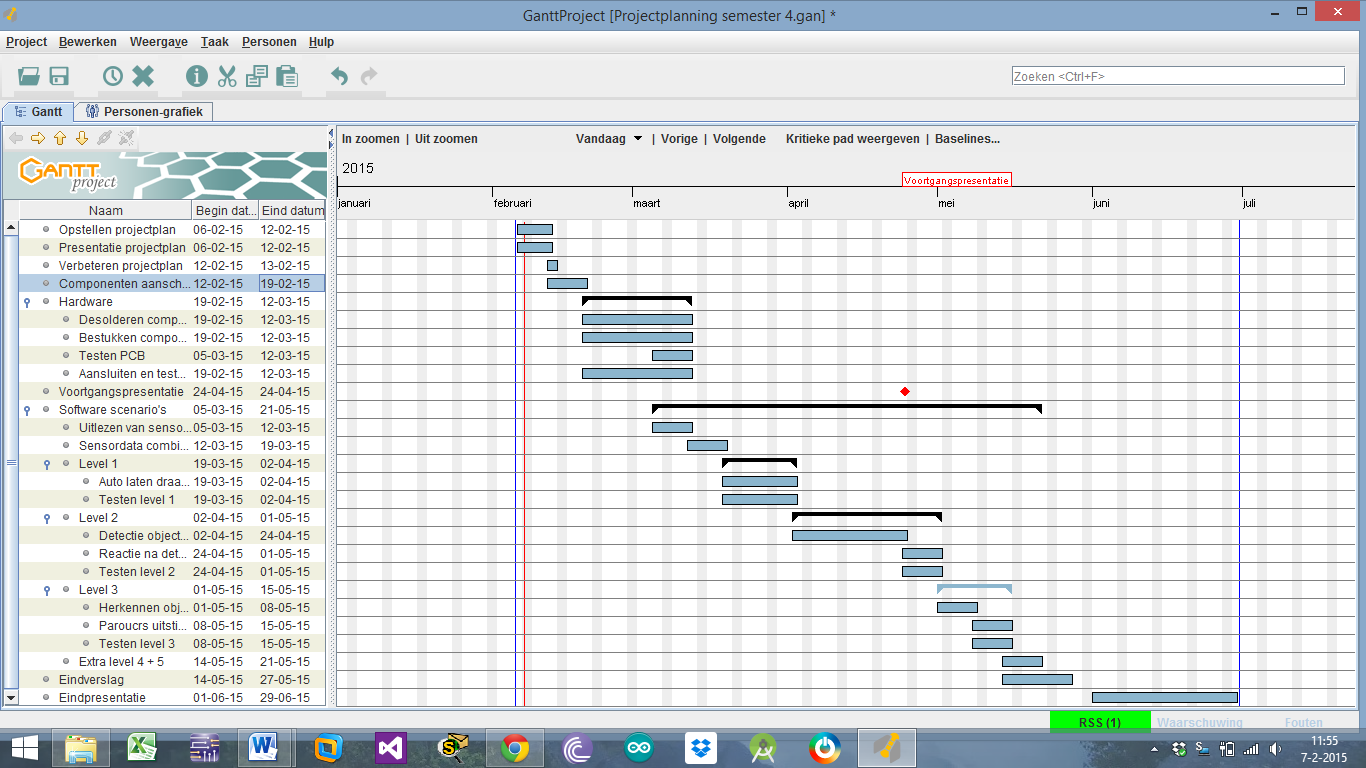 GanttProject [Projectplanning semester 4.gan] *
Project Bewerken Weergave Taak Personen Hulp
Zoeken <Ctrl+F>
Gantt Personen-grafiek
In zoomen | Uit zoomen Vandaag | Vorige | Volgende Kritieke pad weergeven | Baselines...
GANTT project
2015
Voortgangspresentatie
januari februari maart april mei juni juli
Naam Begin dat... Eind datum
Opstellen projectplan 06-02-15 12-02-15
Presentatie projectplan 06-02-15 12-02-15
Verbeteren projectplan 12-02-15 13-02-15
Componenten aansch... 12-02-15 19-02-15
Hardware 19-02-15 12-03-15
Desolderen comp... 19-02-15 12-03-15
Bestukken compo... 19-02-15 12-03-15
Testen PCB 05-03-15 12-03-15
Aansluiten en test... 19-02-15 12-03-15
Voortgangspresentatie 24-04-15 24-04-15
Software scenario's 05-03-15 21-05-15
Uitlezen van senso... 05-03-15 12-03-15
Sensordata combi... 12-03-15 19-03-15
Level 1 19-03-15 02-04-15
Auto laten draa... 19-03-15 02-04-15
Testen level 1 19-03-15 02-04-15
Level 2 02-04-15 01-05-15
Detectie object... 02-04-15 24-04-15
Reactie na det... 24-04-15 01-05-15
Testen level 2 24-04-15 01-05-15
Level 3 01-05-15 15-05-15
Herkennen obj... 01-05-15 08-05-15
Paroucrs uitsti... 08-05-15 15-05-15
Testen level 3 08-05-15 15-05-15
Extra level 4 + 5 14-05-15 21-05-15
Eindverslag 14-05-15 27-05-15
Eindpresentatie 01-06-15 29-06-15
RSS (1) Waarschuwing Fouten
11:55
7-2-2015